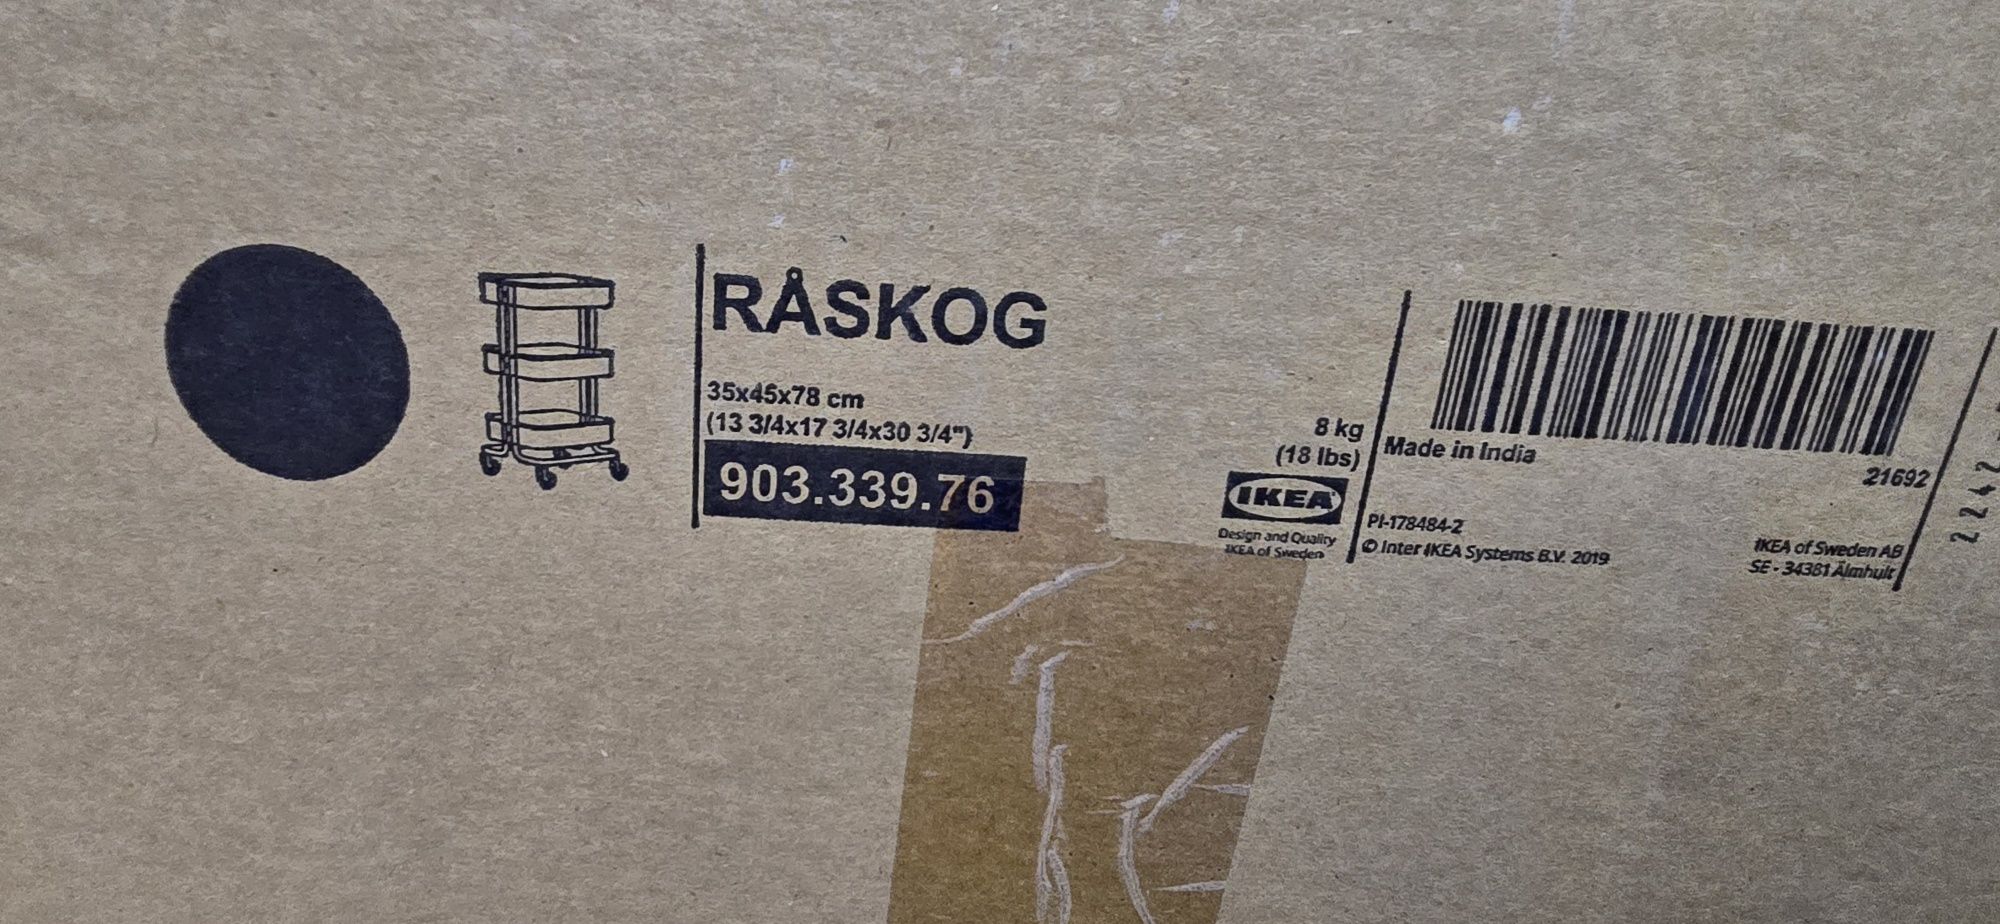 RÅSKOG
35x45x78 cm
(13 3/4x17 3/4x30 3/4")
903.339.76
8 kg
(18 lbs)
IKEA
Design and Quality
IKEA of Sweden
Made in India
21692
PI-178484-2
© Inter IKEA Systems B.V. 2019
IKEA of Sweden AB
SE - 34381 Älmhult
2242